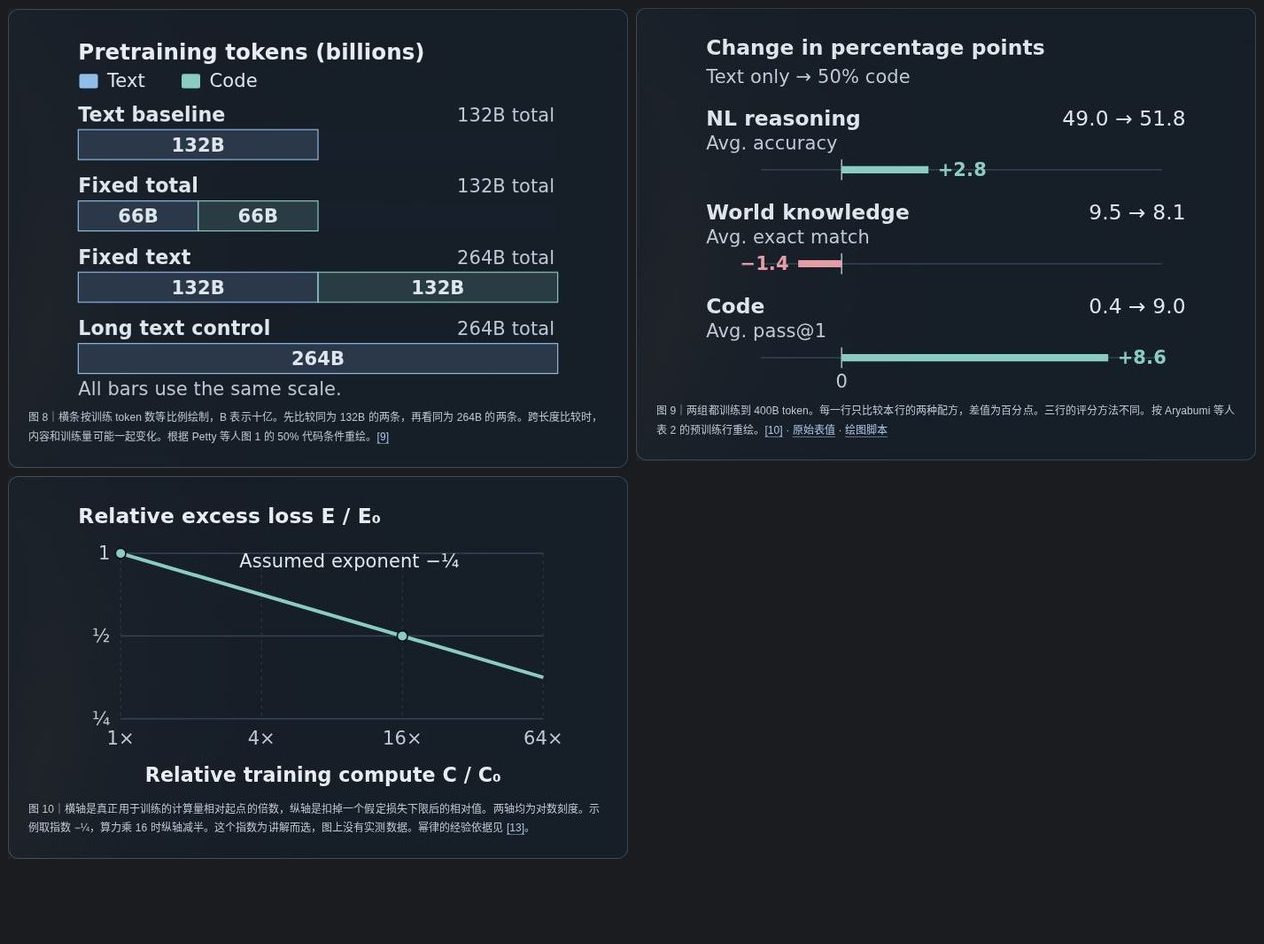 Pretraining tokens (billions)
Text Code
Text baseline 132B total
132B
Fixed total 132B total
66B 66B
Fixed text 264B total
132B 132B
Long text control 264B total
264B
All bars use the same scale.
图 8｜横条按训练 token 数等比例绘制，B 表示十亿。先比较同为 132B 的两条，再看同为 264B 的两条。跨长度比较时，
内容和训练量可能一起变化。根据 Petty 等人图 1 的 50% 代码条件重绘。[9]
Change in percentage points
Text only → 50% code
NL reasoning 49.0 → 51.8
Avg. accuracy
+2.8
World knowledge 9.5 → 8.1
Avg. exact match
−1.4
Code 0.4 → 9.0
Avg. pass@1
+8.6
0
图 9｜两组都训练到 400B token。每一行只比较本行的两种配方，差值为百分点。三行的评分方法不同。按 Aryabumi 等人
表 2 的预训练行重绘。[10] · 原始表值 · 绘图脚本
Relative excess loss E / E₀
1
Assumed exponent −¼
½
¼
1× 4× 16× 64×
Relative training compute C / C₀
图 10｜横轴是真正用于训练的计算量相对起点的倍数，纵轴是扣掉一个假定损失下限后的相对值。两轴均为对数刻度。示
例取指数 −¼，算力乘 16 时纵轴减半。这个指数为讲解而选，图上没有实测数据。幂律的经验依据见 [13]。